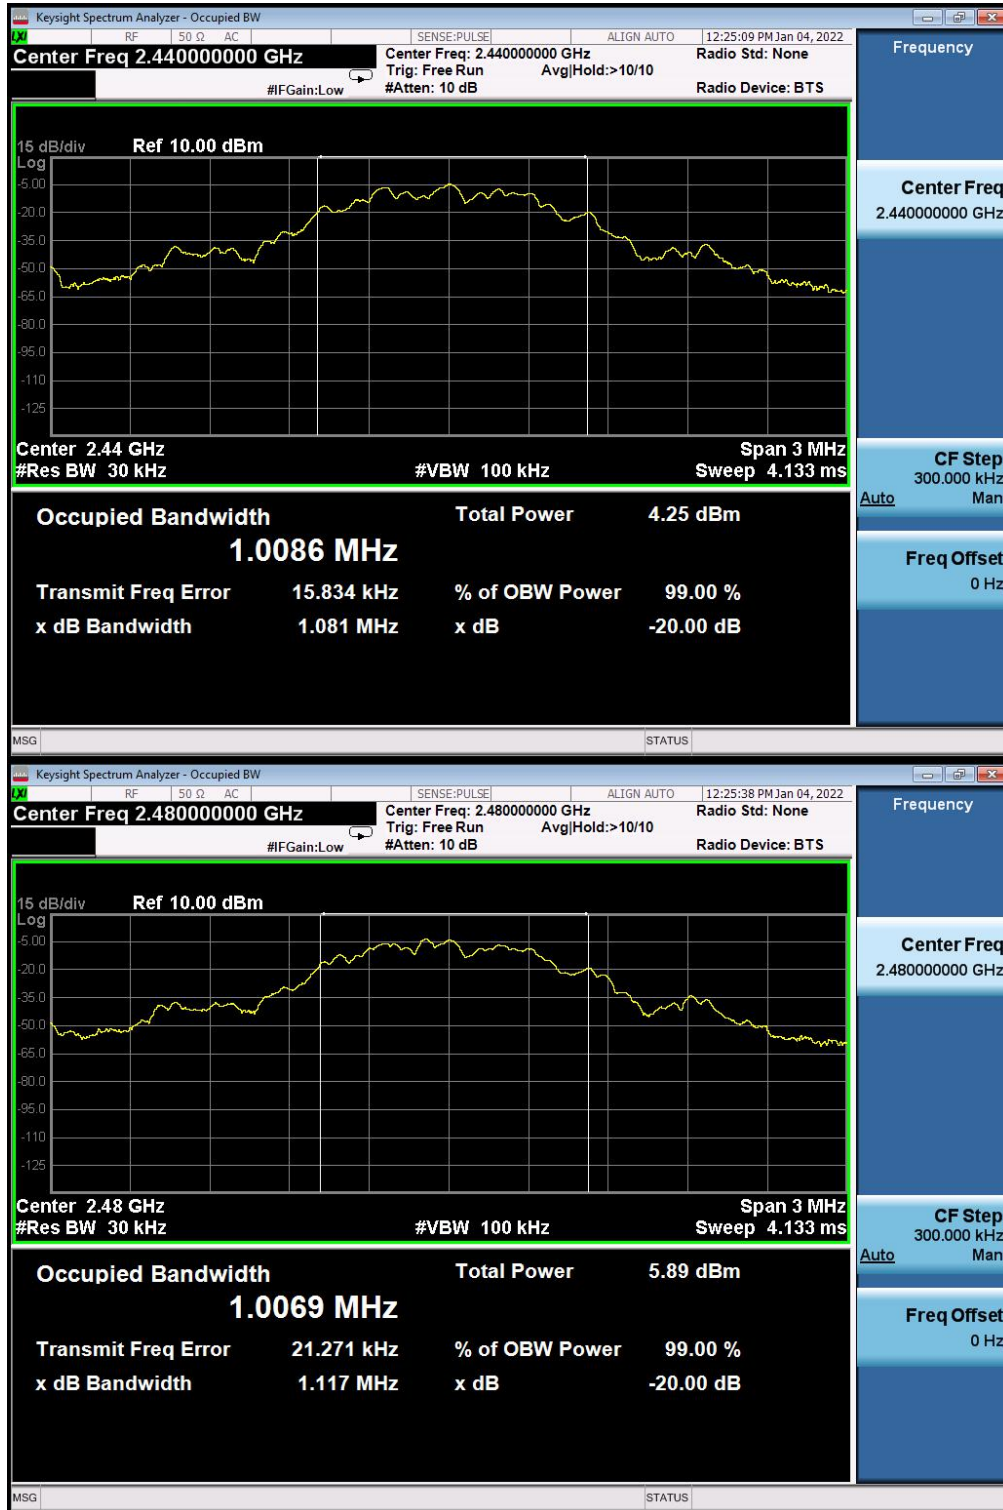 Keysight Spectrum Analyzer - Occupied BW
LXI RF 50 Ω AC SENSE:PULSE ALIGN AUTO 12:25:09 PM Jan 04, 2022
Center Freq 2.440000000 GHz Center Freq: 2.440000000 GHz Radio Std: None
Trig: Free Run Avg|Hold:>10/10
#IFGain:Low #Atten: 10 dB Radio Device: BTS
Frequency
15 dB/div Ref 10.00 dBm
Log
-5.00
-20.0
-35.0
-50.0
-65.0
-80.0
-95.0
-110
-125
Center Freq
2.440000000 GHz
Center 2.44 GHz Span 3 MHz
#Res BW 30 kHz #VBW 100 kHz Sweep 4.133 ms
CF Step
300.000 kHz
Auto Man
Occupied Bandwidth Total Power 4.25 dBm
1.0086 MHz
Transmit Freq Error 15.834 kHz % of OBW Power 99.00 %
x dB Bandwidth 1.081 MHz x dB -20.00 dB
Freq Offset
0 Hz
MSG STATUS
Keysight Spectrum Analyzer - Occupied BW
LXI RF 50 Ω AC SENSE:PULSE ALIGN AUTO 12:25:38 PM Jan 04, 2022
Center Freq 2.480000000 GHz Center Freq: 2.480000000 GHz Radio Std: None
Trig: Free Run Avg|Hold:>10/10
#IFGain:Low #Atten: 10 dB Radio Device: BTS
Frequency
15 dB/div Ref 10.00 dBm
Log
-5.00
-20.0
-35.0
-50.0
-65.0
-80.0
-95.0
-110
-125
Center Freq
2.480000000 GHz
Center 2.48 GHz Span 3 MHz
#Res BW 30 kHz #VBW 100 kHz Sweep 4.133 ms
CF Step
300.000 kHz
Auto Man
Occupied Bandwidth Total Power 5.89 dBm
1.0069 MHz
Transmit Freq Error 21.271 kHz % of OBW Power 99.00 %
x dB Bandwidth 1.117 MHz x dB -20.00 dB
Freq Offset
0 Hz
MSG STATUS